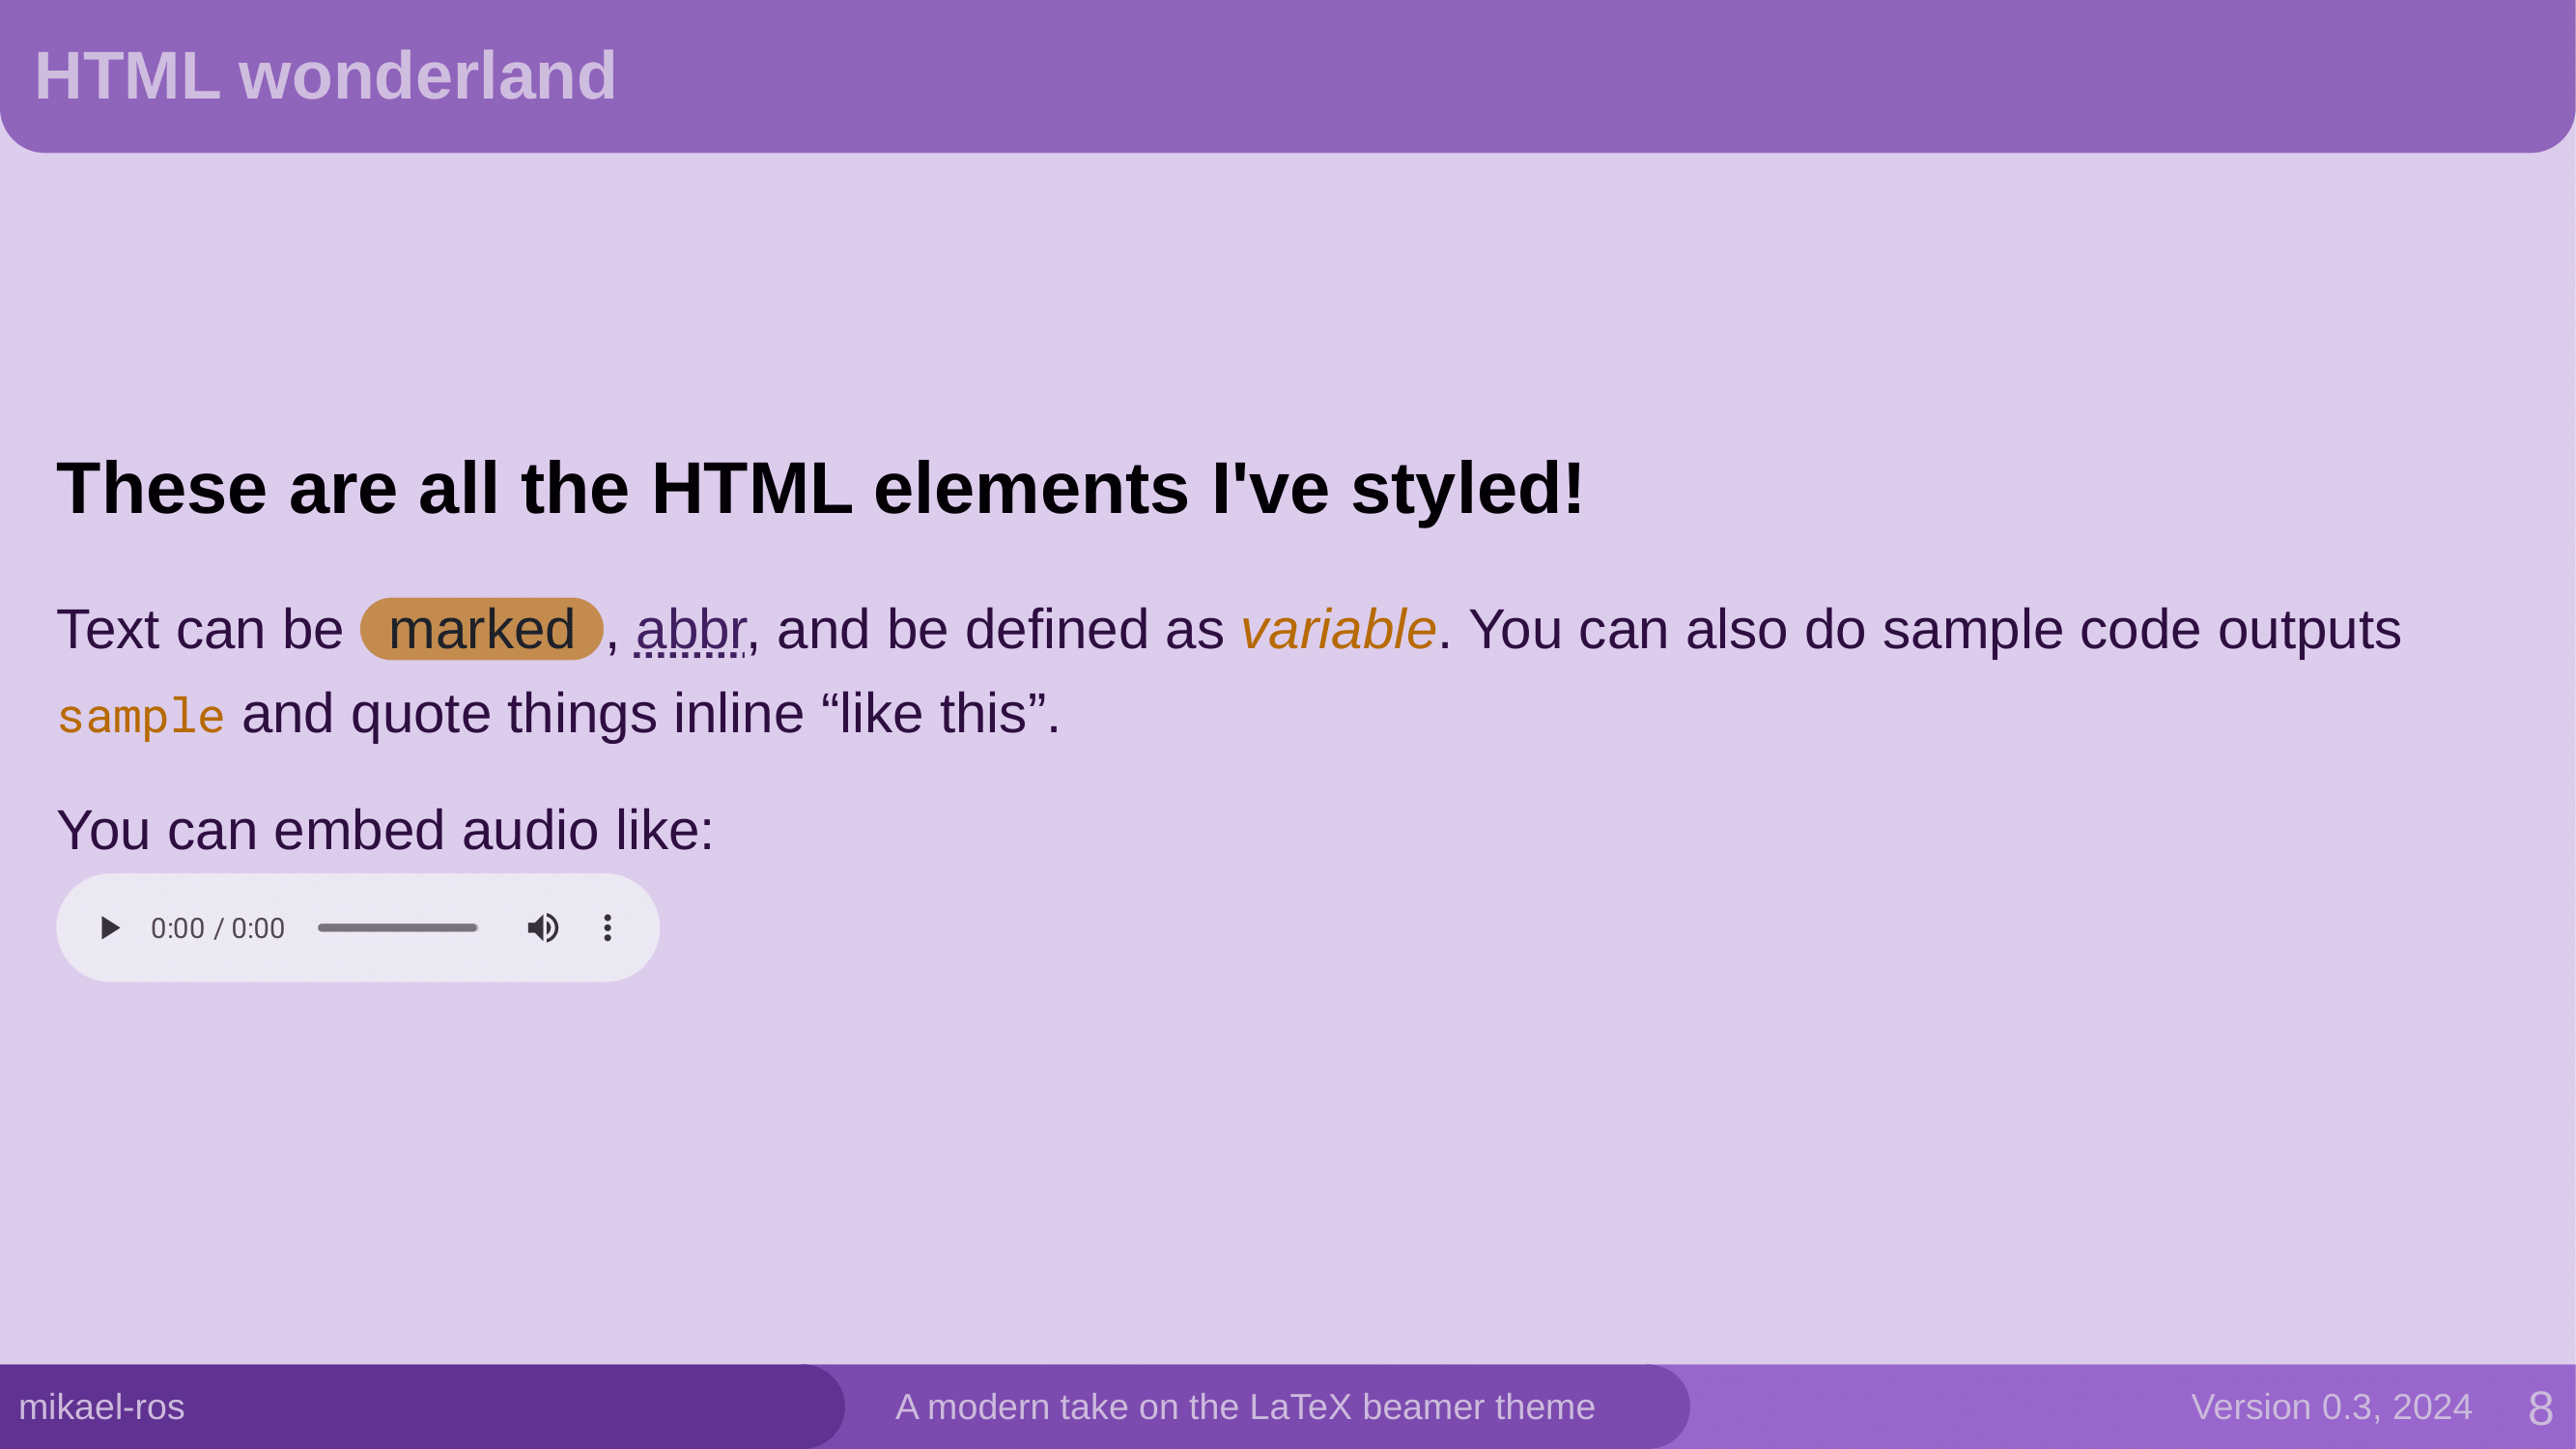 HTML wonderland
These are all the HTML elements I've styled!
Text can be marked , abbr, and be defined as variable. You can also do sample code outputs
sample and quote things inline “like this”.
You can embed audio like:
0:00 / 0:00
mikael-ros
A modern take on the LaTeX beamer theme
Version 0.3, 2024
8